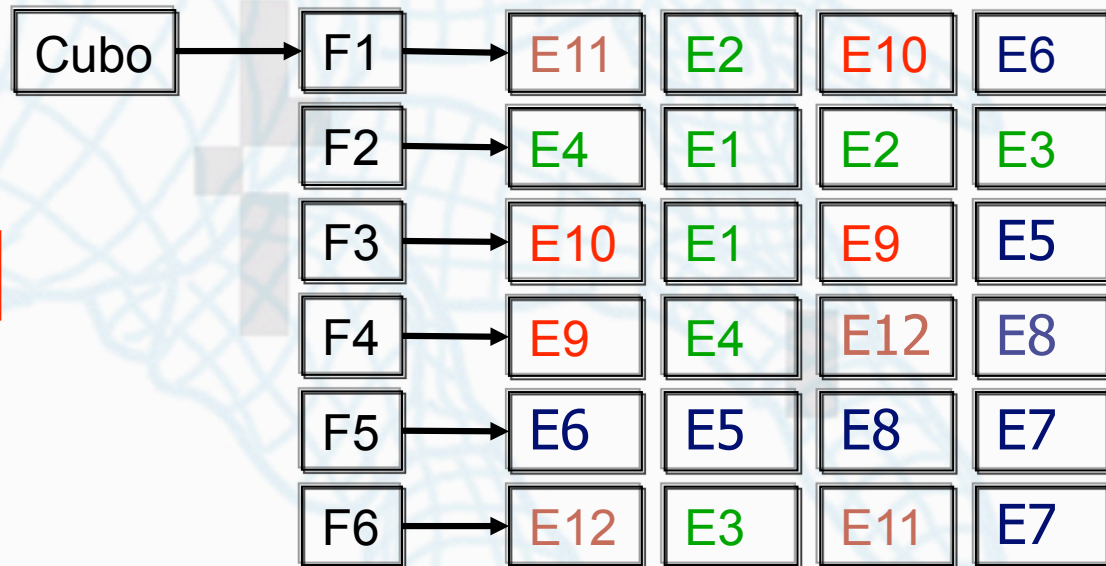 Cubo F1 E11 E2 E10 E6
F2 E4 E1 E2 E3
F3 E10 E1 E9 E5
F4 E9 E4 E12 E8
F5 E6 E5 E8 E7
F6 E12 E3 E11 E7